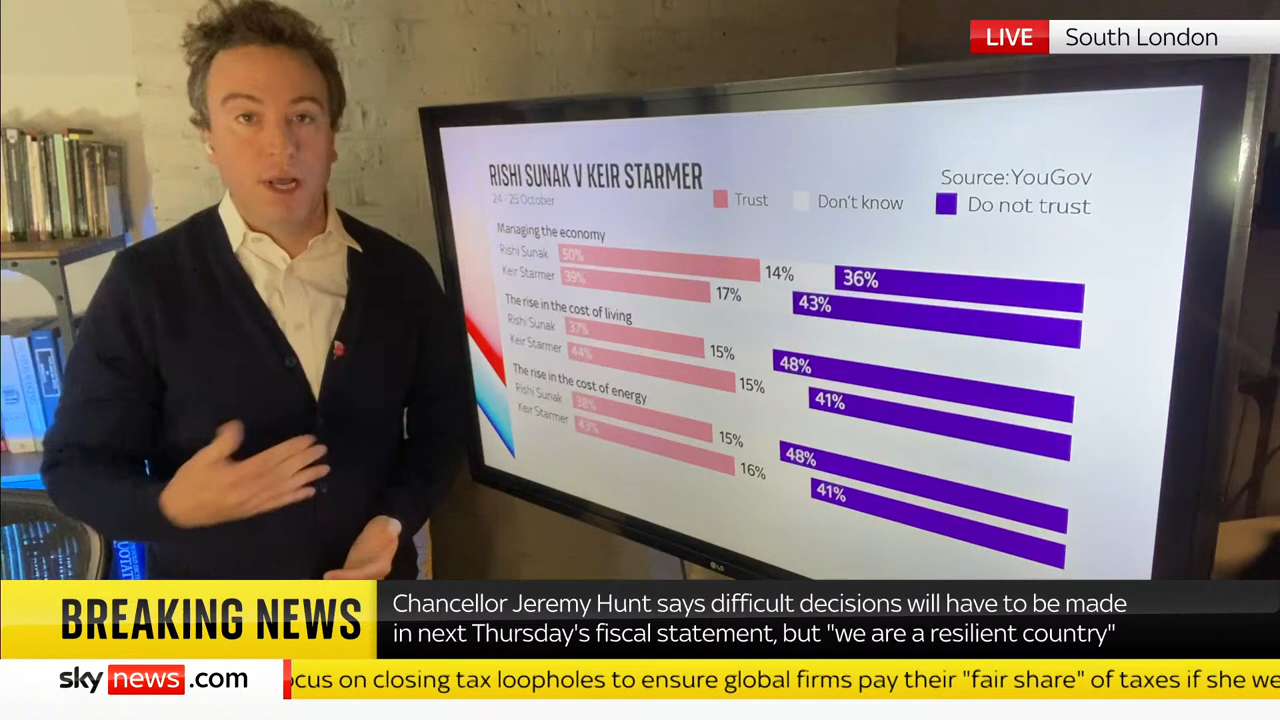 LIVE South London
RISHI SUNAK V KEIR STARMER
24 - 25 October
Source:YouGov
Trust Don't know Do not trust
Managing the economy
Rishi Sunak 50% 14% 36%
Keir Starmer 39% 17% 43%
The rise in the cost of living
Rishi Sunak 37% 15% 48%
Keir Starmer 44% 15% 41%
The rise in the cost of energy
Rishi Sunak 38% 15% 48%
Keir Starmer 43% 16% 41%
LG
BREAKING NEWS
Chancellor Jeremy Hunt says difficult decisions will have to be made
in next Thursday's fiscal statement, but "we are a resilient country"
sky news .com
ocus on closing tax loopholes to ensure global firms pay their "fair share" of taxes if she we